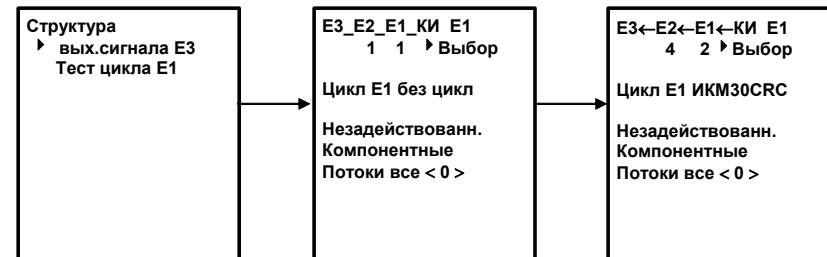 Структура
вых.сигнала Е3
Тест цикла Е1
Е3_Е2_Е1_КИ Е1
1 1 Выбор
Цикл Е1 без цикл
Незадействованн.
Компонентные
Потоки все < 0 >
Е3←Е2←Е1←КИ Е1
4 2 Выбор
Цикл Е1 ИКМ30CRC
Незадействованн.
Компонентные
Потоки все < 0 >